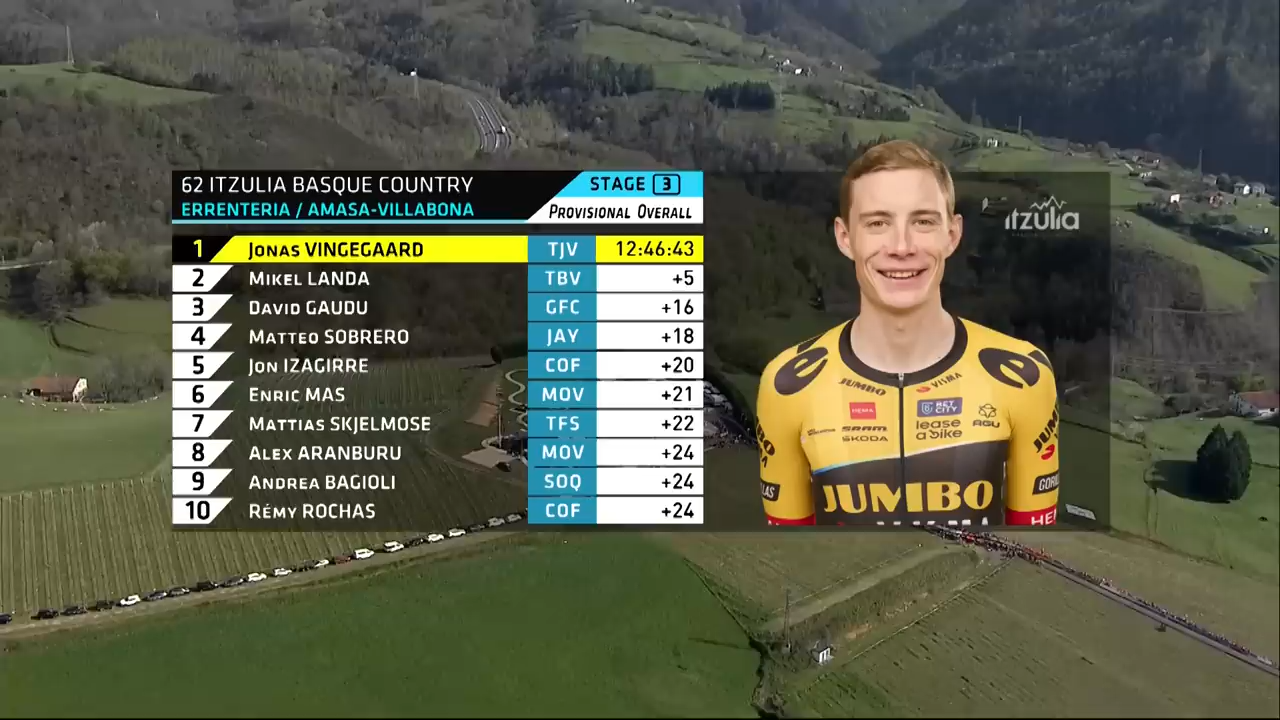 62 ITZULIA BASQUE COUNTRY
STAGE 3
ERRENTERIA / AMASA-VILLABONA
PROVISIONAL OVERALL
1 JONAS VINGEGAARD TJV 12:46:43
2 MIKEL LANDA TBV +5
3 DAVID GAUDU GFC +16
4 MATTEO SOBRERO JAY +18
5 JON IZAGIRRE COF +20
6 ENRIC MAS MOV +21
7 MATTIAS SKJELMOSE TFS +22
8 ALEX ARANBURU MOV +24
9 ANDREA BAGIOLI SOQ +24
10 RÉMY ROCHAS COF +24
itzulia
JUMBO VISMA
HEMA
SRAM
ŠKODA
lease a bike
AGU
JUMBO